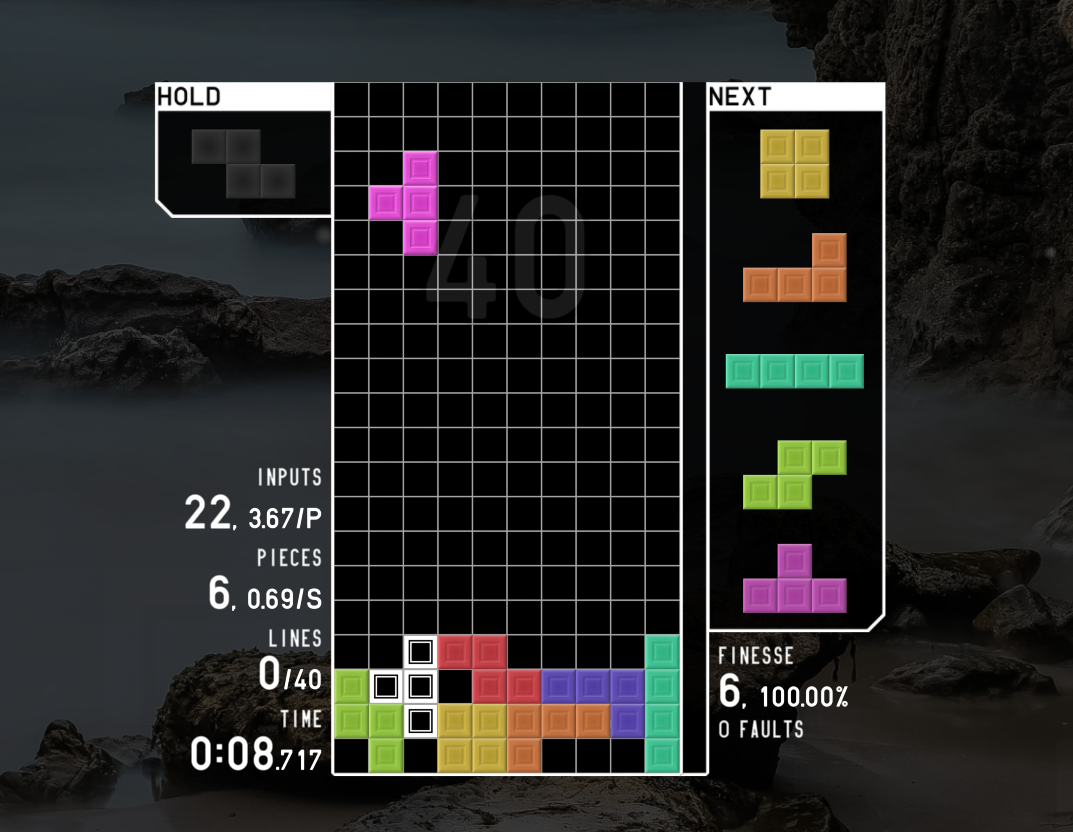 HOLD
NEXT
40
INPUTS
22, 3.67/P
PIECES
6, 0.69/S
LINES
0/40
TIME
0:08.717
FINESSE
6, 100.00%
0 FAULTS